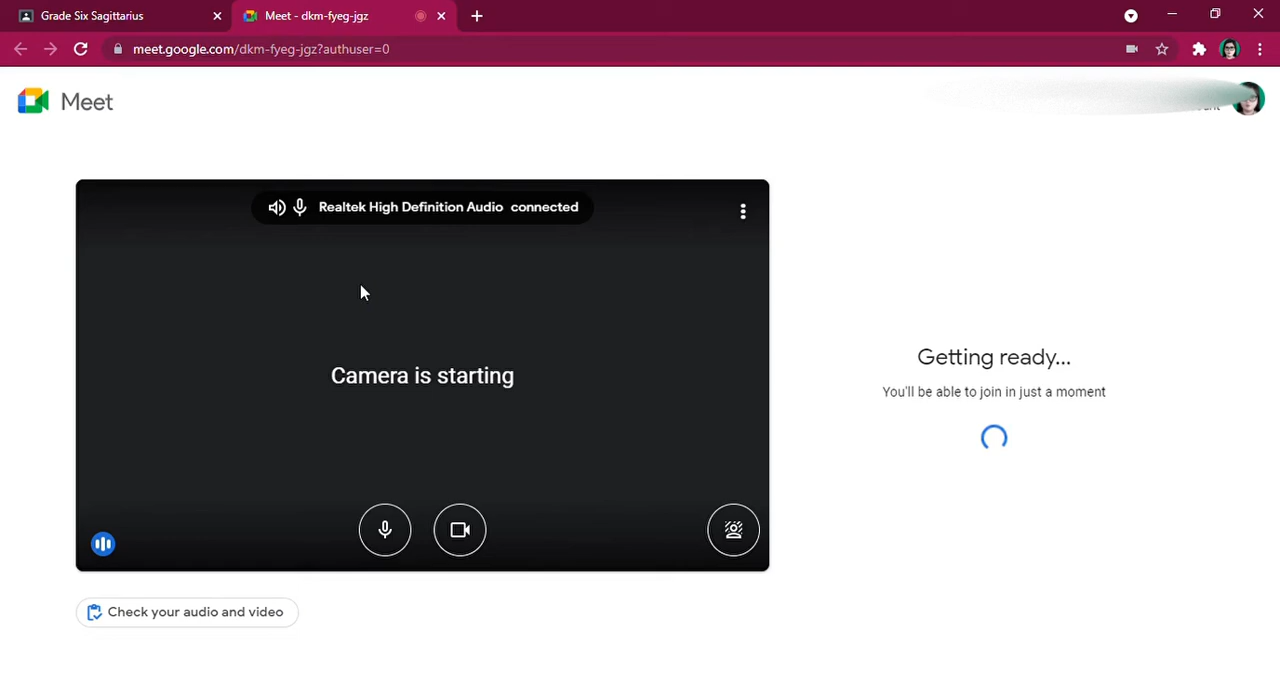 Grade Six Sagittarius
Meet - dkm-fyeg-jgz
meet.google.com/dkm-fyeg-jgz?authuser=0
Meet
Realtek High Definition Audio connected
Camera is starting
Getting ready...
You'll be able to join in just a moment
Check your audio and video